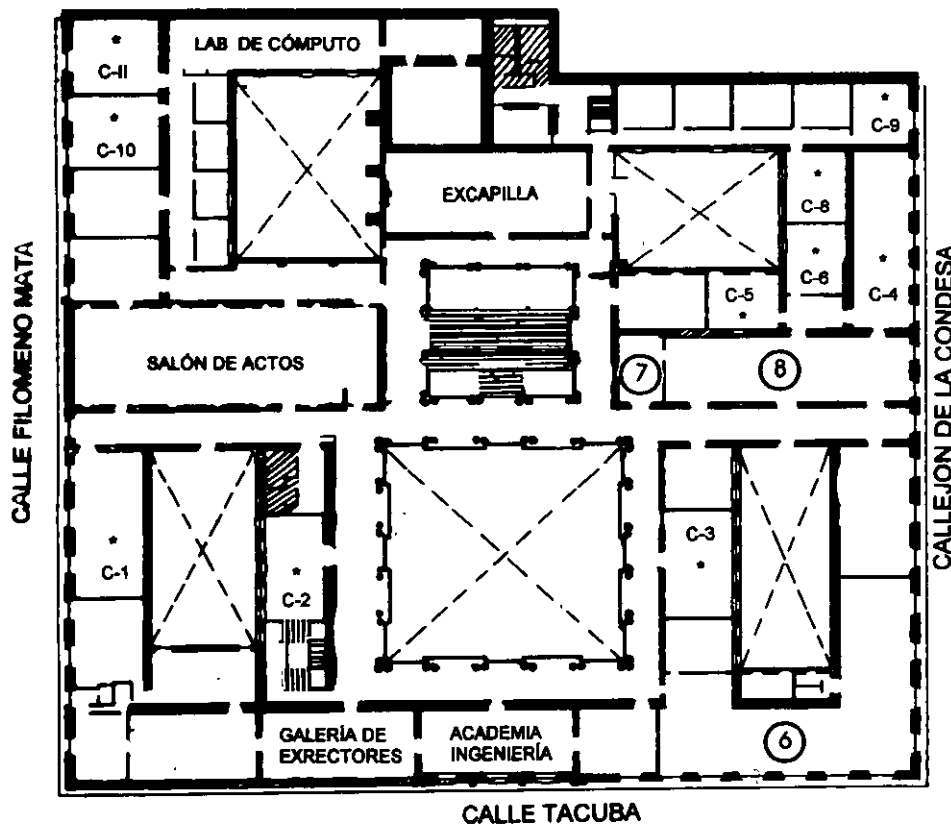 LAB DE CÓMPUTO
C-11
C-10
C-9
EXCAPILLA
C-8
C-6
C-4
C-5
CALLE FILOMENO MATA
SALÓN DE ACTOS
7
8
CALLEJON DE LA CONDESA
C-1
C-2
C-3
GALERÍA DE
EXRECTORES
ACADEMIA
INGENIERÍA
6
CALLE TACUBA